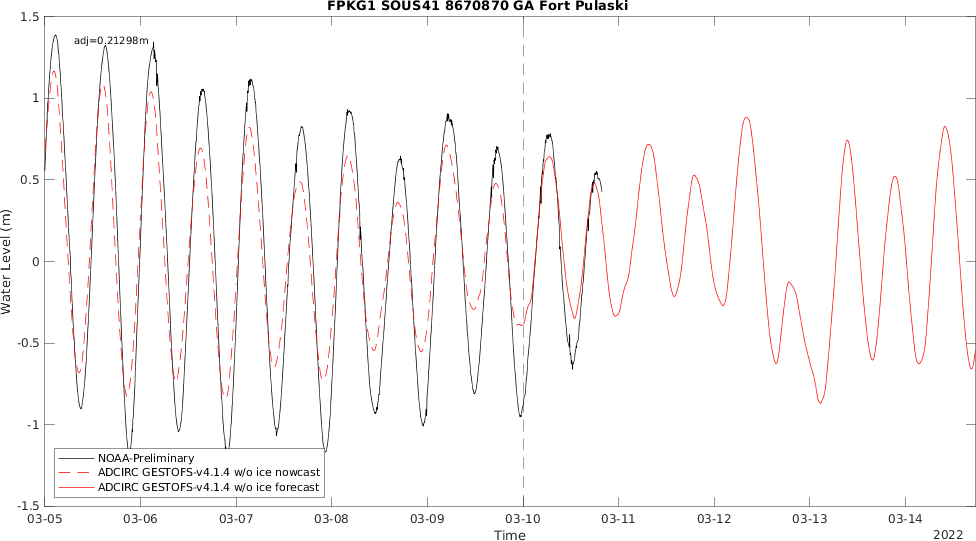 FPKG1 SOUS41 8670870 GA Fort Pulaski
adj=0.21298m
1.5
1
0.5
0
-0.5
-1
-1.5
Water Level (m)
NOAA-Preliminary
ADCIRC GESTOFS-v4.1.4 w/o ice nowcast
ADCIRC GESTOFS-v4.1.4 w/o ice forecast
03-05 03-06 03-07 03-08 03-09 03-10 03-11 03-12 03-13 03-14
Time
2022